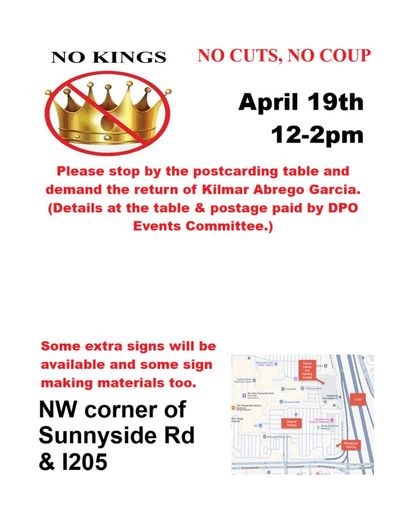 NO KINGS
NO CUTS, NO COUP
April 19th
12-2pm
Please stop by the postcarding table and
demand the return of Kilmar Abrego Garcia.
(Details at the table & postage paid by DPO
Events Committee.)
Some extra signs will be
available and some sign
making materials too.
NW corner of
Sunnyside Rd
& I205